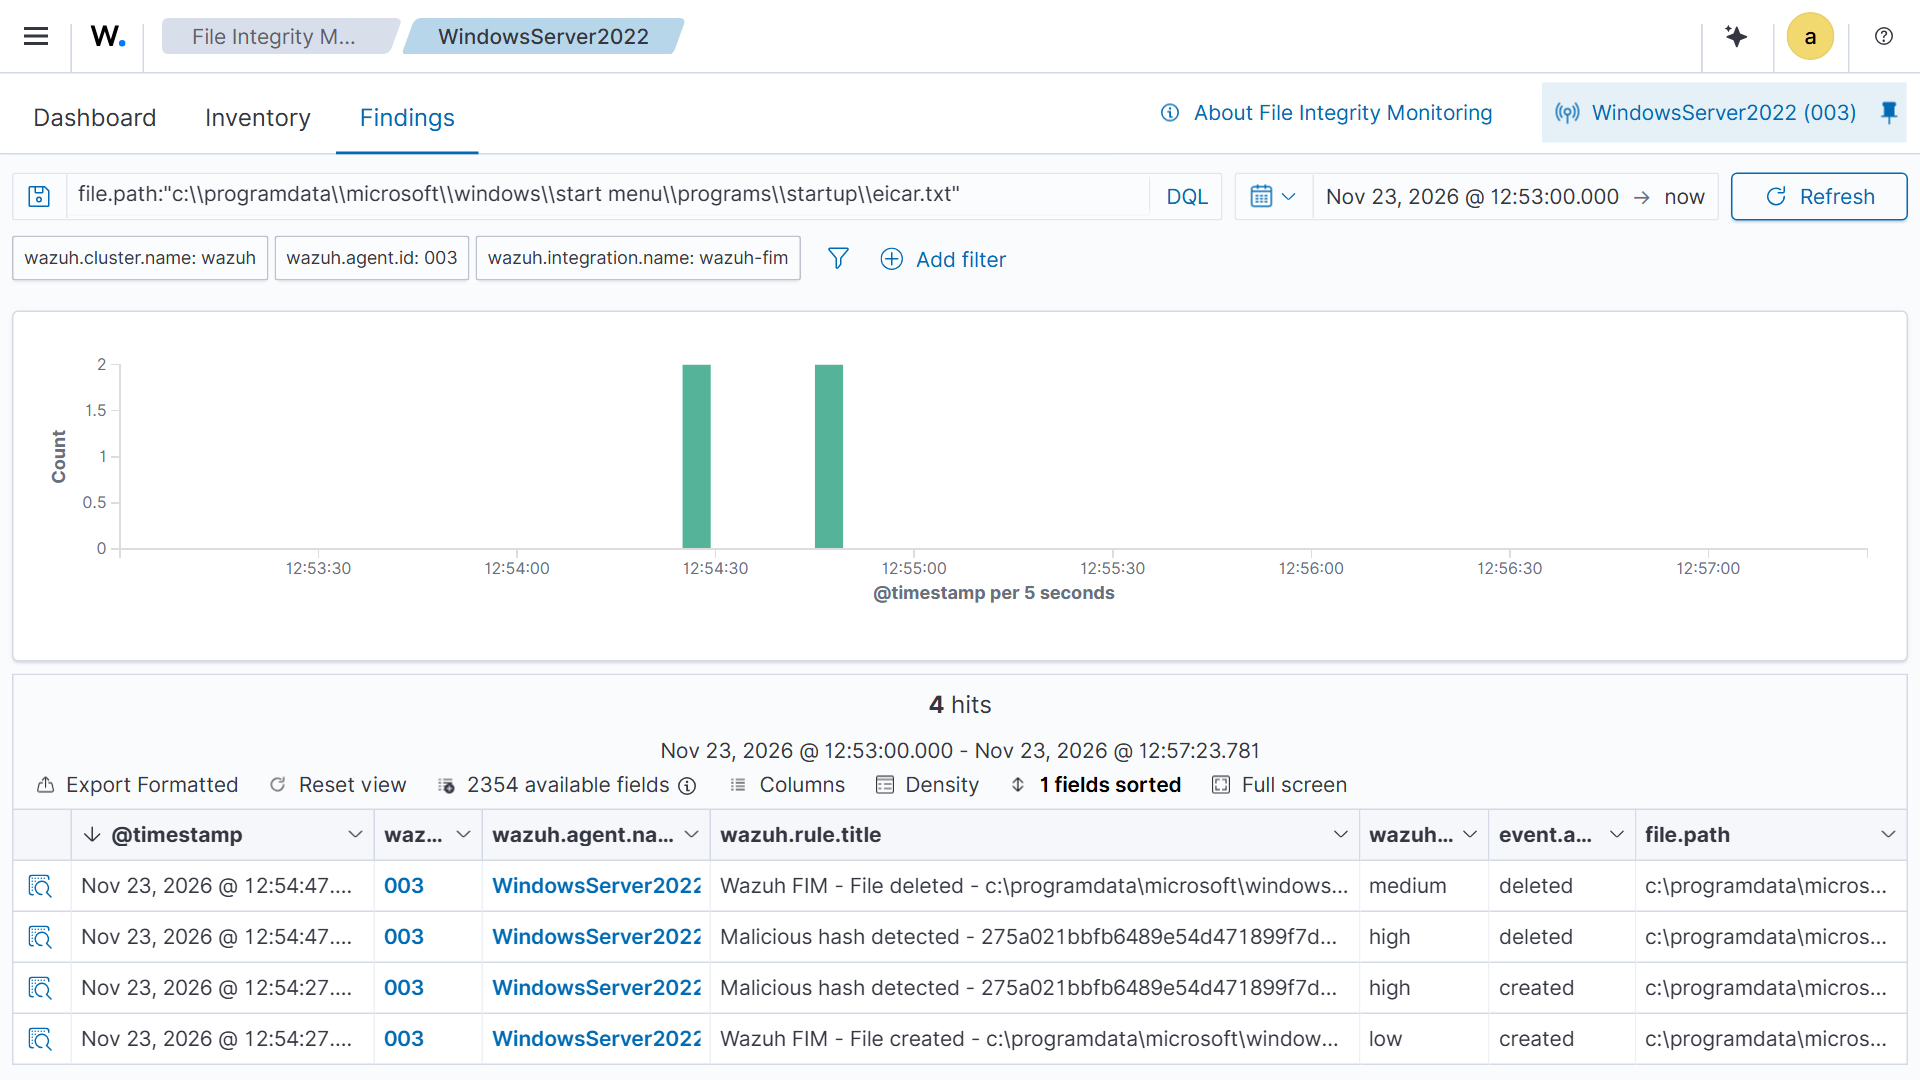 W. File Integrity M... WindowsServer2022 a
Dashboard Inventory Findings About File Integrity Monitoring WindowsServer2022 (003)
file.path:"c:\\programdata\\microsoft\\windows\\start menu\\programs\\startup\\eicar.txt" DQL Nov 23, 2026 @ 12:53:00.000 → now Refresh
wazuh.cluster.name: wazuh wazuh.agent.id: 003 wazuh.integration.name: wazuh-fim Add filter
2
1.5
1
0.5
0
Count
12:53:30 12:54:00 12:54:30 12:55:00 12:55:30 12:56:00 12:56:30 12:57:00
@timestamp per 5 seconds
4 hits
Nov 23, 2026 @ 12:53:00.000 - Nov 23, 2026 @ 12:57:23.781
Export Formatted Reset view 2354 available fields Columns Density 1 fields sorted Full screen
@timestamp waz... wazuh.agent.na... wazuh.rule.title wazuh... event.a... file.path
Nov 23, 2026 @ 12:54:47.... 003 WindowsServer2022 Wazuh FIM - File deleted - c:\programdata\microsoft\windows... medium deleted c:\programdata\micros...
Nov 23, 2026 @ 12:54:47.... 003 WindowsServer2022 Malicious hash detected - 275a021bbfb6489e54d471899f7d... high deleted c:\programdata\micros...
Nov 23, 2026 @ 12:54:27.... 003 WindowsServer2022 Malicious hash detected - 275a021bbfb6489e54d471899f7d... high created c:\programdata\micros...
Nov 23, 2026 @ 12:54:27.... 003 WindowsServer2022 Wazuh FIM - File created - c:\programdata\microsoft\window... low created c:\programdata\micros...